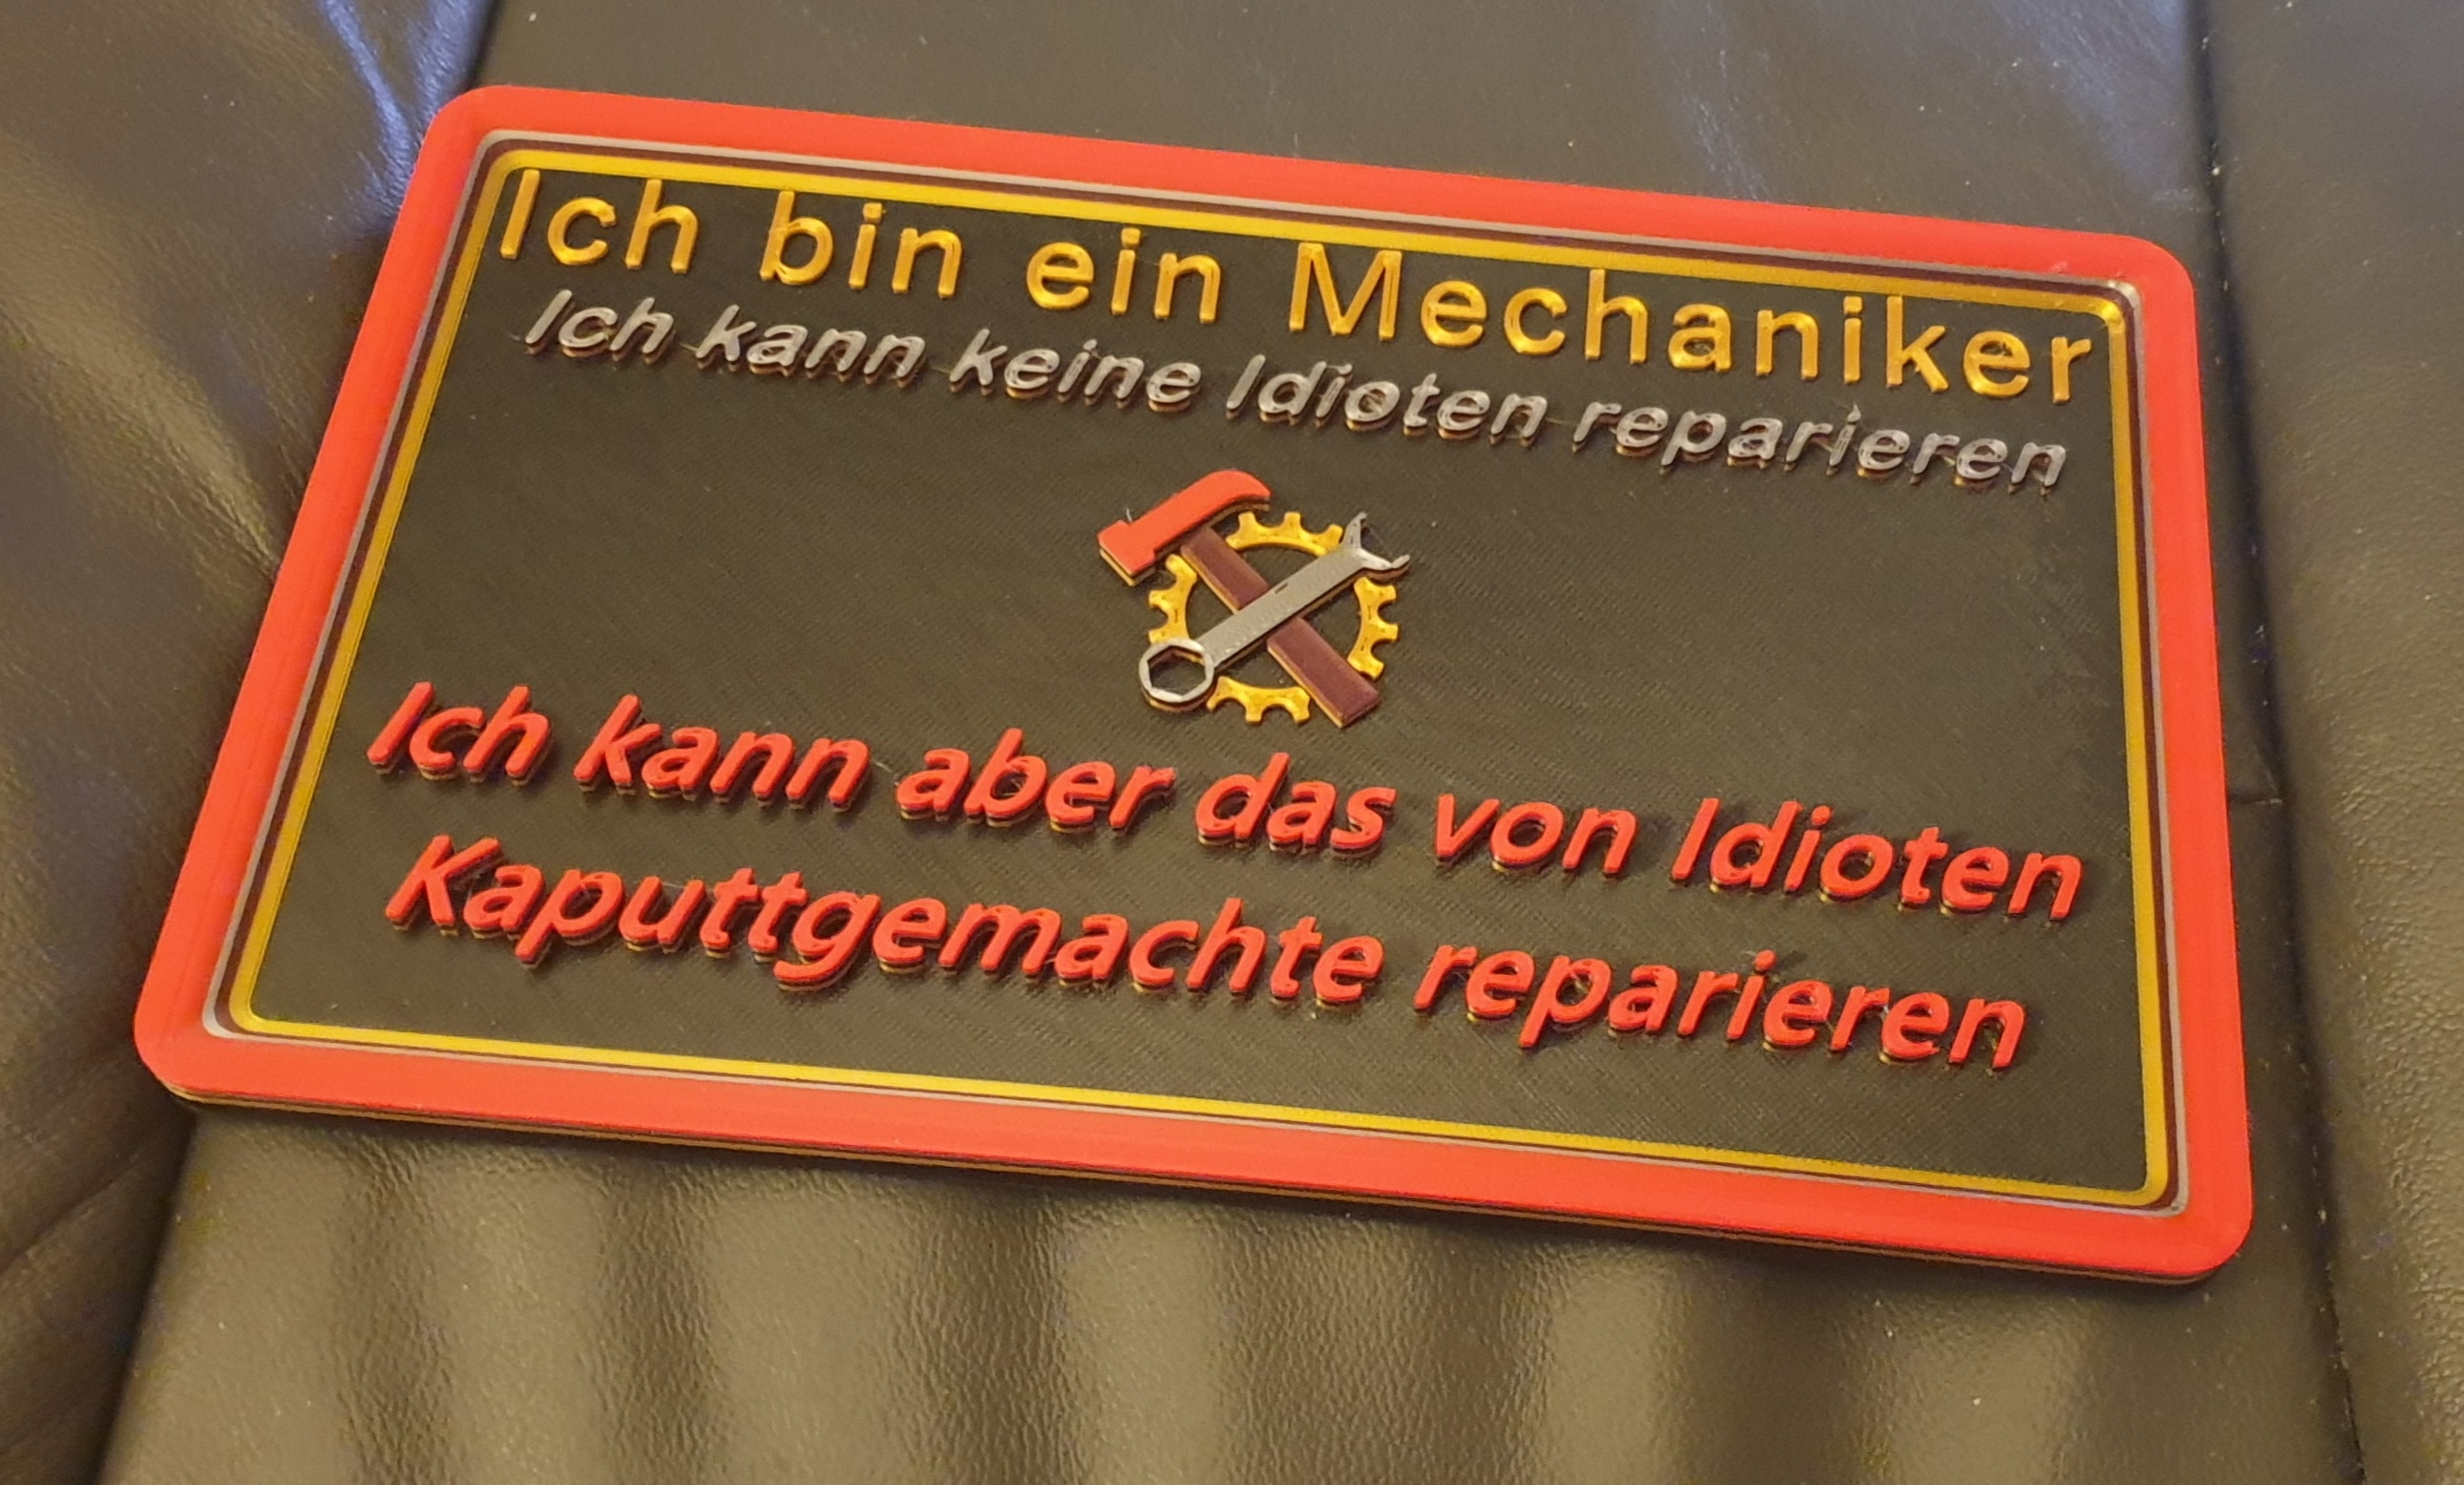 Ich bin ein Mechaniker
Ich kann keine Idioten reparieren
Ich kann aber das von Idioten
Kaputtgemachte reparieren